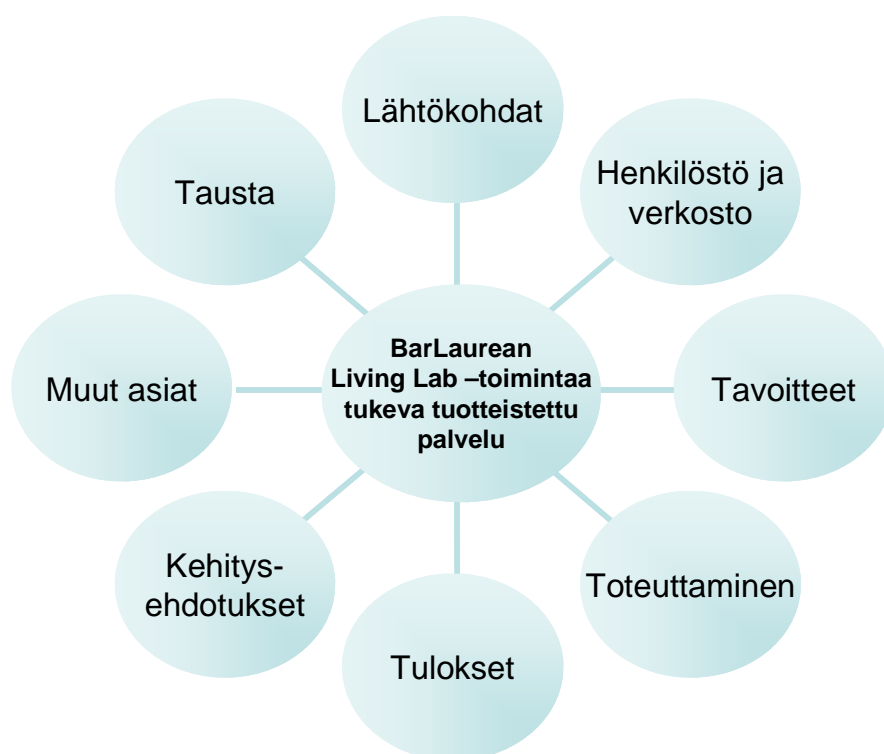 Lähtökohdat
Henkilöstö ja
verkosto
Tausta
BarLaurean
Living Lab –toimintaa
tukeva tuotteistettu
palvelu
Muut asiat
Tavoitteet
Kehitys-
ehdotukset
Toteuttaminen
Tulokset